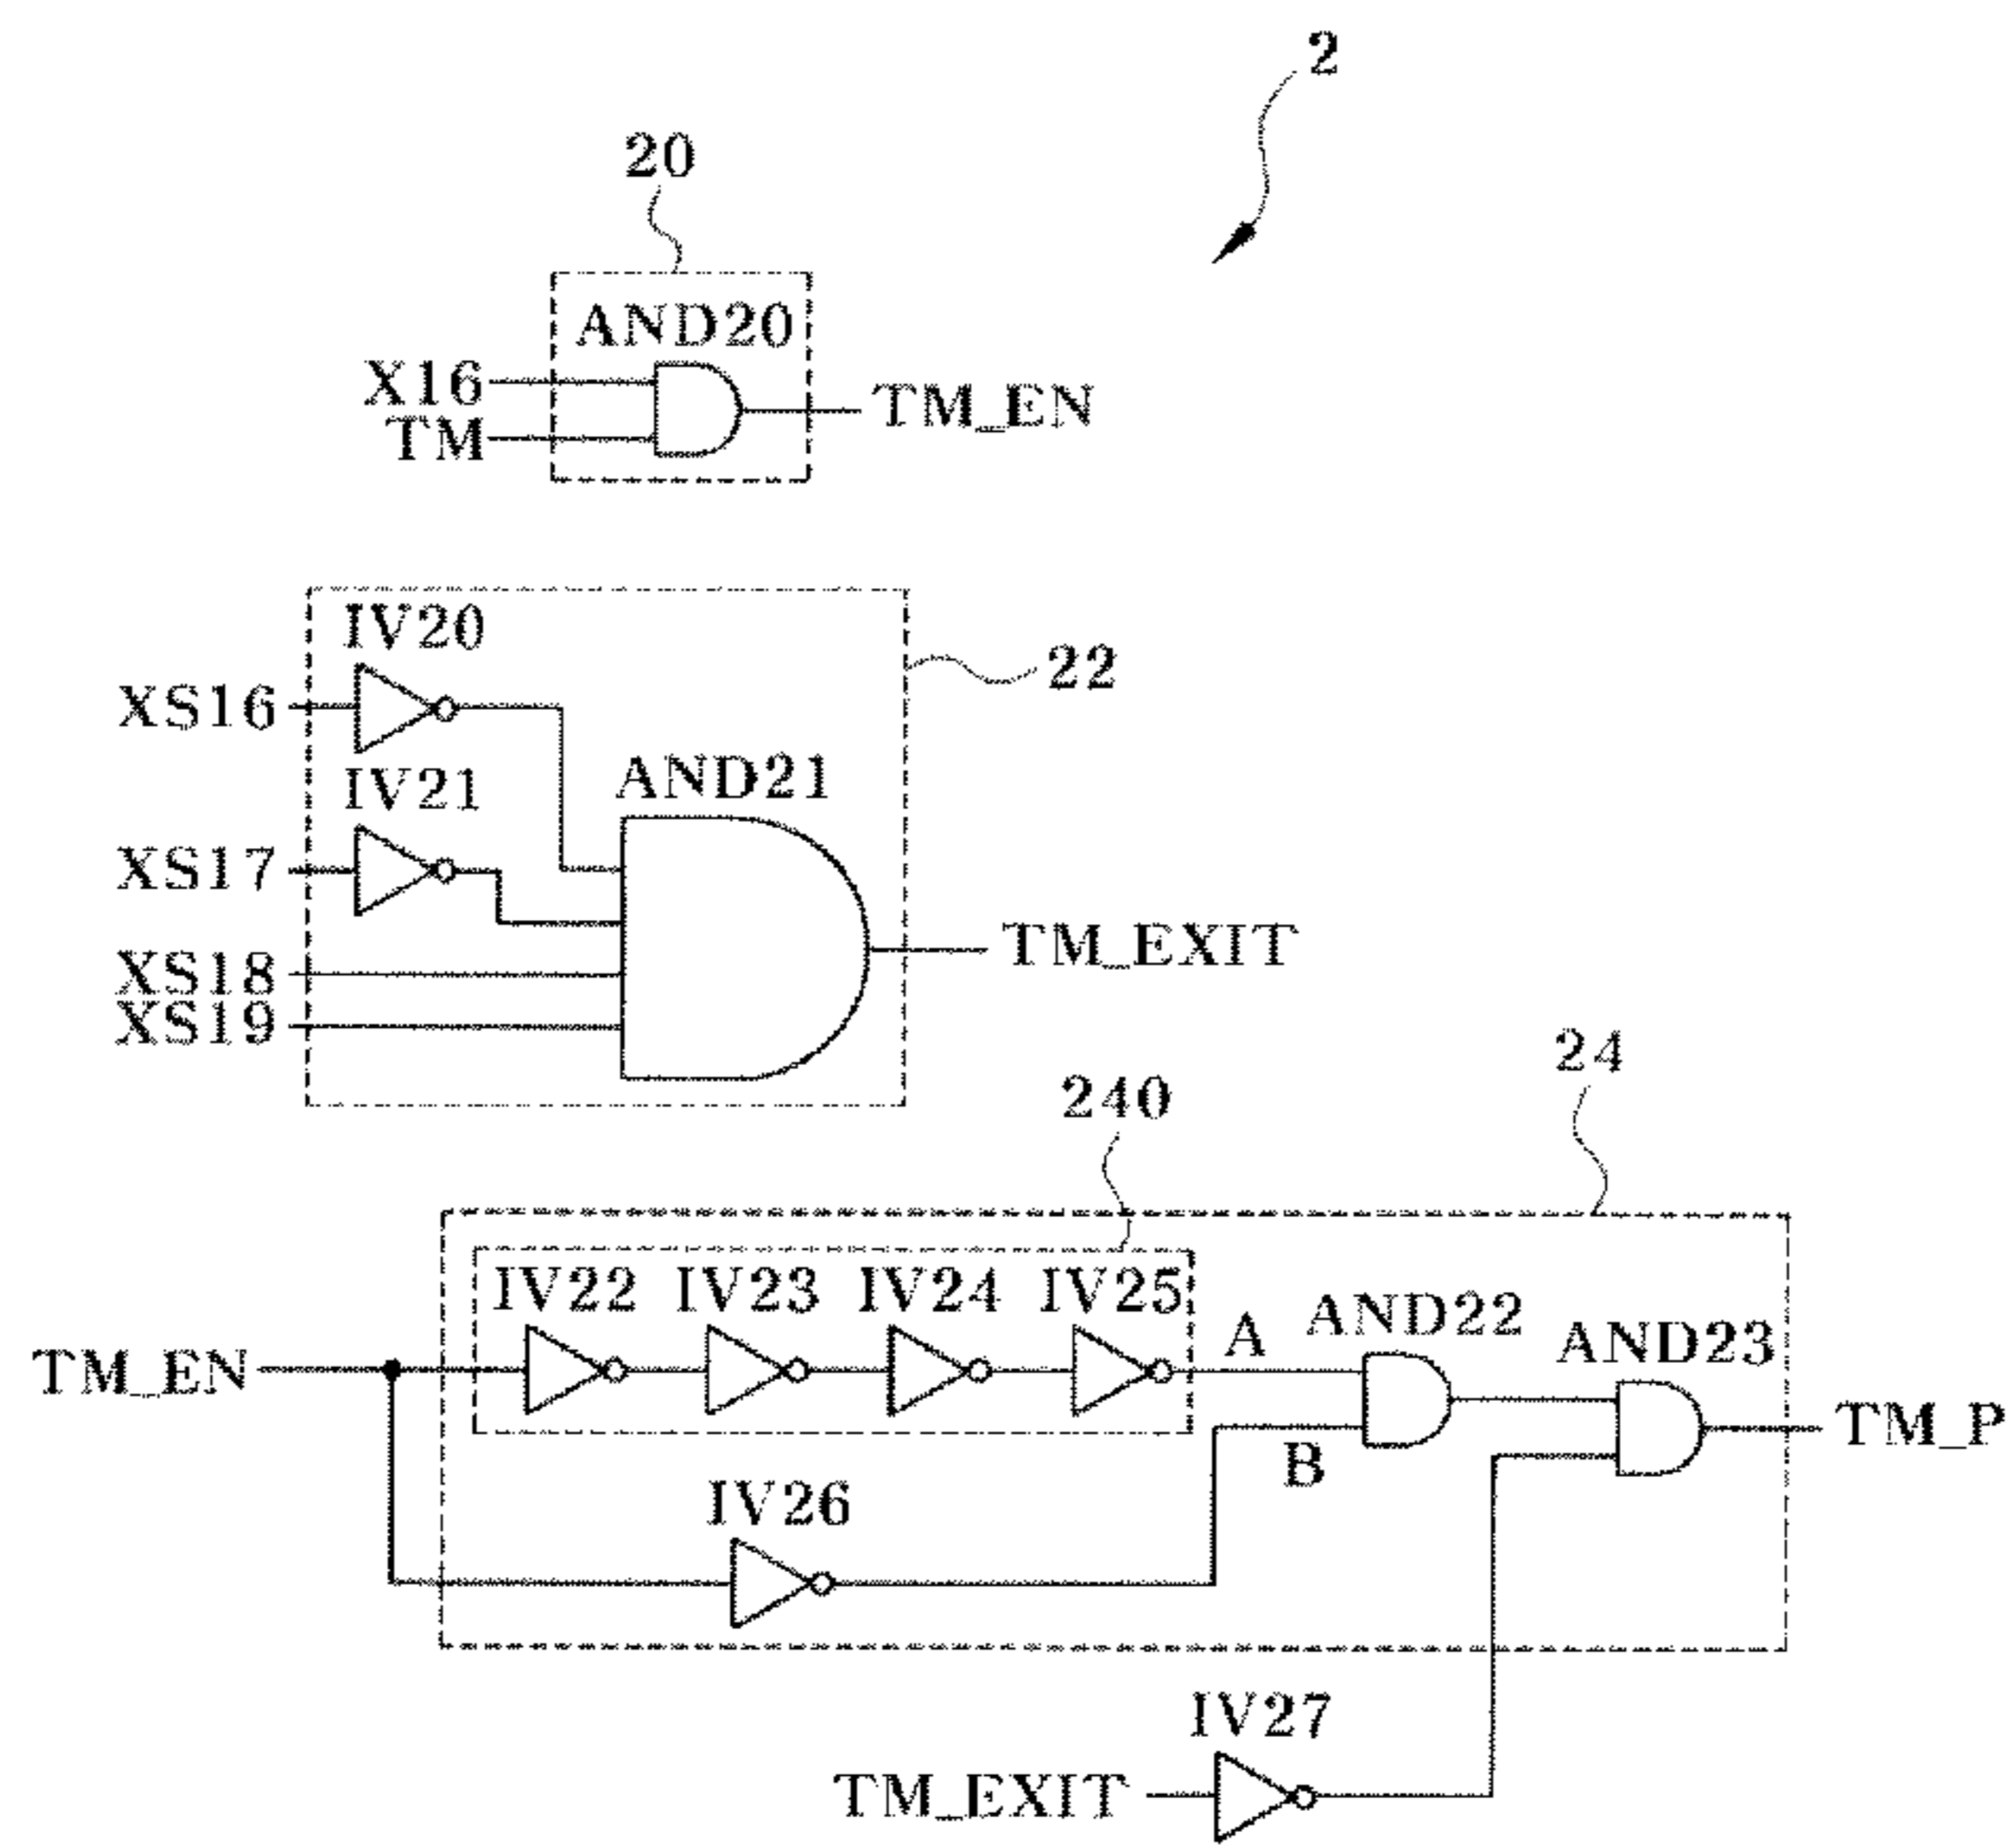 2
20
AND20
X16
TM
TM_EN
IV20
22
XS16
IV21
AND21
XS17
TM_EXIT
XS18
XS19
24
240
IV22 IV23 IV24 IV25
A
AND22
AND23
TM_EN
TM_P
B
IV26
IV27
TM_EXIT